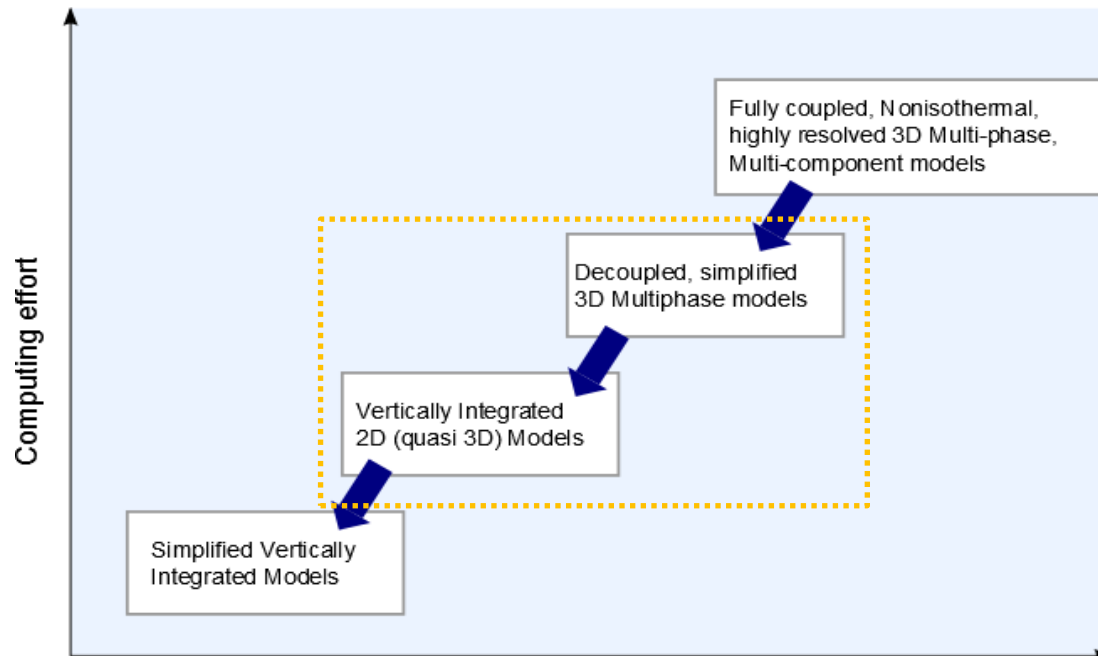 Fully coupled, Nonisothermal,
highly resolved 3D Multi-phase,
Multi-component models
Decoupled, simplified
3D Multiphase models
Computing effort
Vertically Integrated
2D (quasi 3D) Models
Simplified Vertically
Integrated Models